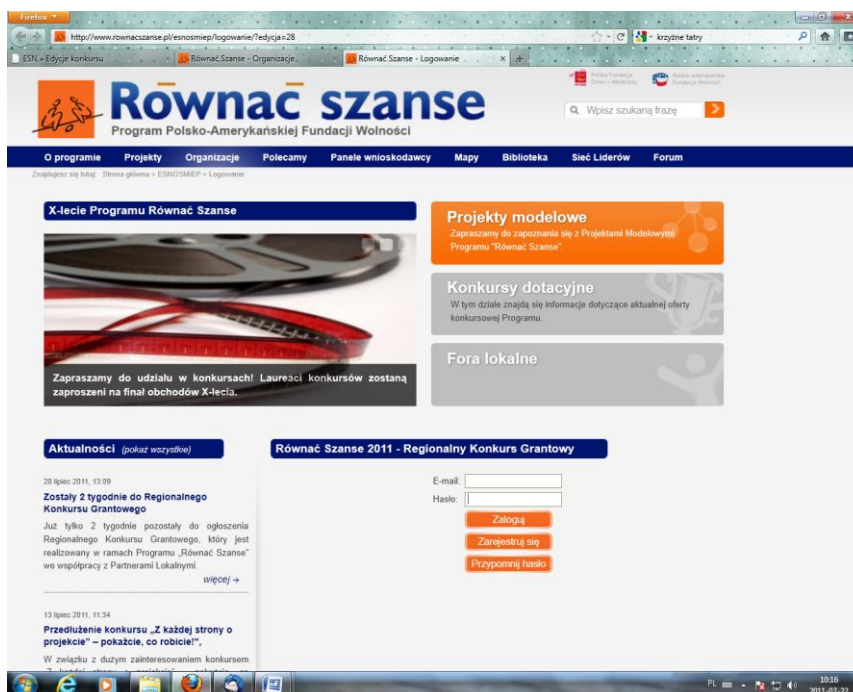 Firefox
http://www.rownacszanse.pl/esnosmiep/logowanie/?edycja=28
krzyżne tatry
ESN » Edycje konkursu
Równać Szanse - Organizacje...
Równać Szanse - Logowanie
Polska Fundacja
Dzieci i Młodzieży
Polsko-Amerykańska
Fundacja Wolności
Równać szanse
Program Polsko-Amerykańskiej Fundacji Wolności
Wpisz szukaną frazę
O programie Projekty Organizacje Polecamy Panele wnioskodawcy Mapy Biblioteka Sieć Liderów Forum
Znajdujesz się tutaj: Strona główna » ESNOSMiEP » Logowanie
X-lecie Programu Równać Szanse
Zapraszamy do udziału w konkursach! Laureaci konkursów zostaną
zaproszeni na finał obchodów X-lecia.
Projekty modelowe
Zapraszamy do zapoznania się z Projektami Modelowymi
Programu "Równać Szanse".
Konkursy dotacyjne
W tym dziale znajdą się informacje dotyczące aktualnej oferty
konkursowej Programu.
Fora lokalne
Aktualności (pokaż wszystkie)
20 lipiec 2011, 13:09
Zostały 2 tygodnie do Regionalnego
Konkursu Grantowego
Już tylko 2 tygodnie pozostały do ogłoszenia
Regionalnego Konkursu Grantowego, który jest
realizowany w ramach Programu „Równać Szanse”
we współpracy z Partnerami Lokalnymi.
więcej →
13 lipiec 2011, 11:34
Przedłużenie konkursu „Z każdej strony o
projekcie” – pokażcie, co robicie!",
W związku z dużym zainteresowaniem konkursem
Równać Szanse 2011 - Regionalny Konkurs Grantowy
E-mail:
Hasło:
Zaloguj
Zarejestruj się
Przypomnij hasło
PL
10:16
2011-07-22